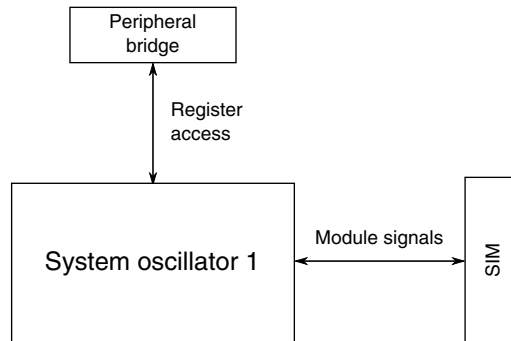 Peripheral
bridge
Register
access
System oscillator 1
Module signals
SIM